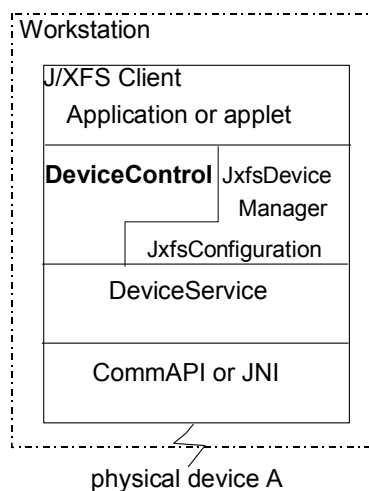 Workstation
J/XFS Client
Application or applet
DeviceControl JxfsDevice
Manager
JxfsConfiguration
DeviceService
CommAPI or JNI
physical device A